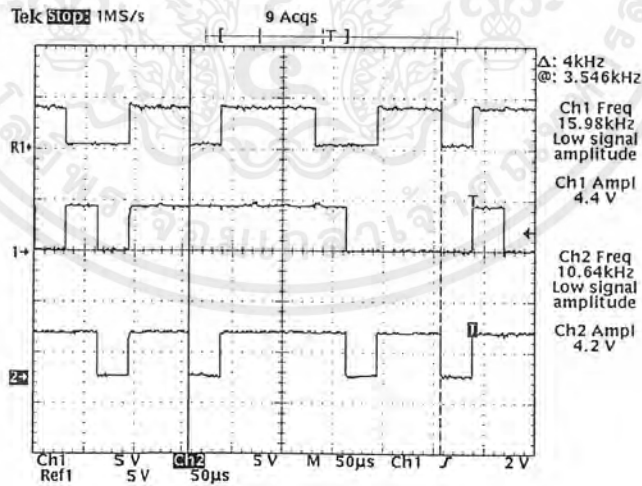 Tek Stop: 1MS/s 9 Acqs
[ T ]
Δ: 4kHz
@: 3.546kHz
Ch1 Freq
15.98kHz
Low signal
amplitude
Ch1 Ampl
4.4 V
Ch2 Freq
10.64kHz
Low signal
amplitude
Ch2 Ampl
4.2 V
R1
T
1
T
2
Ch1 5 V Ch2 5 V M 50µs Ch1 2 V
Ref1 5 V 50µs